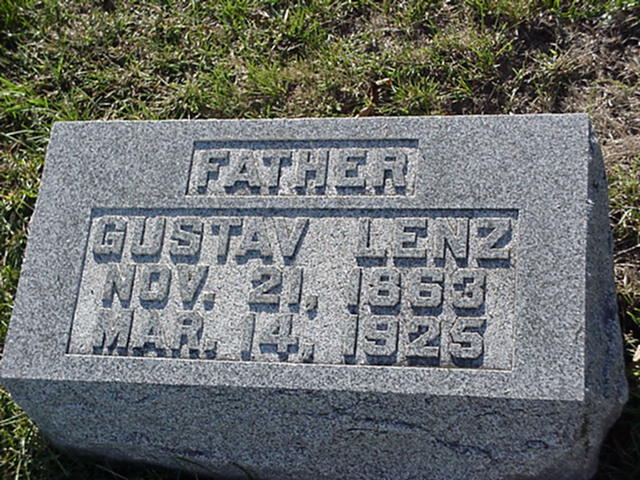 FATHER
GUSTAV LENZ
NOV. 21, 1863
MAR. 14, 1925